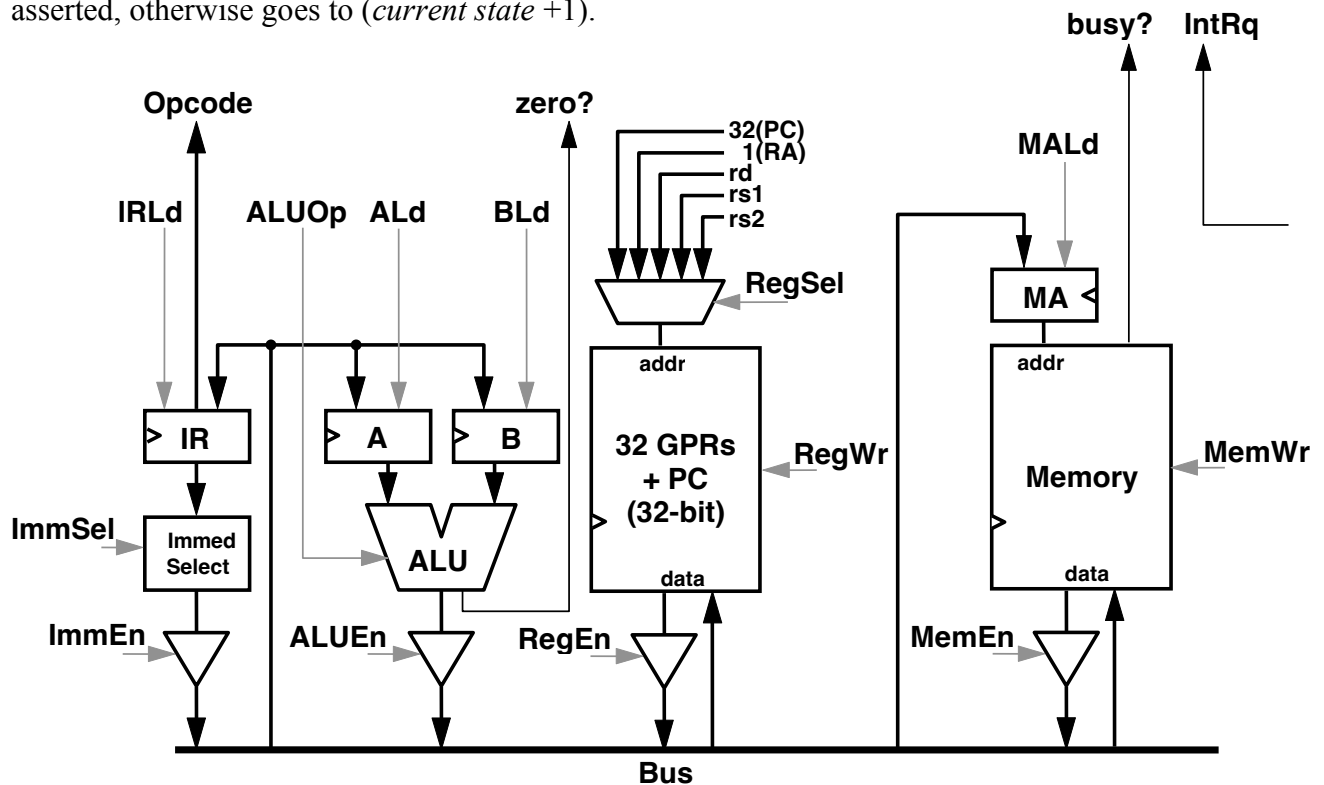 asserted, otherwise goes to (current state +1).
busy? IntRq
Opcode zero?
32(PC)
1(RA)
rd
rs1
rs2
MALd
IRLd ALUOp ALd BLd
RegSel
MA
addr
addr
IR A B
32 GPRs
+ PC
(32-bit)
RegWr
Memory
MemWr
ImmSel
Immed
Select
ALU
data
data
ImmEn ALUEn RegEn MemEn
Bus